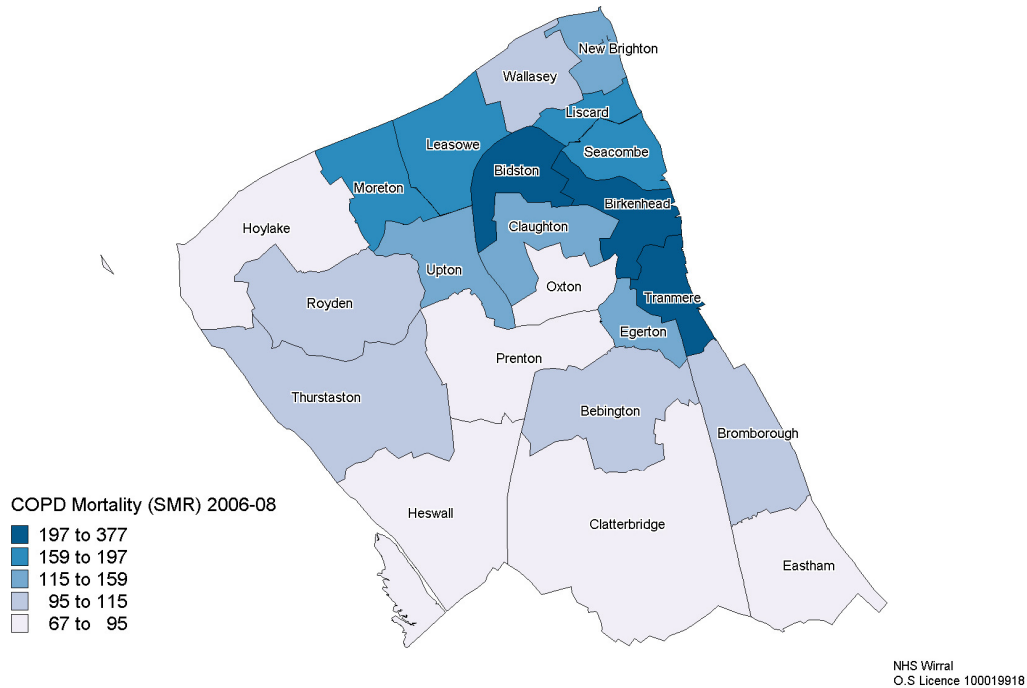 New Brighton
Wallasey
Liscard
Leasowe
Seacombe
Bidston
Moreton
Birkenhead
Hoylake
Claughton
Upton
Oxton
Royden
Tranmere
Egerton
Prenton
Thurstaston
Bebington
Bromborough
Heswall
Clatterbridge
Eastham
COPD Mortality (SMR) 2006-08
197 to 377
159 to 197
115 to 159
95 to 115
67 to 95
NHS Wirral
O.S Licence 100019918